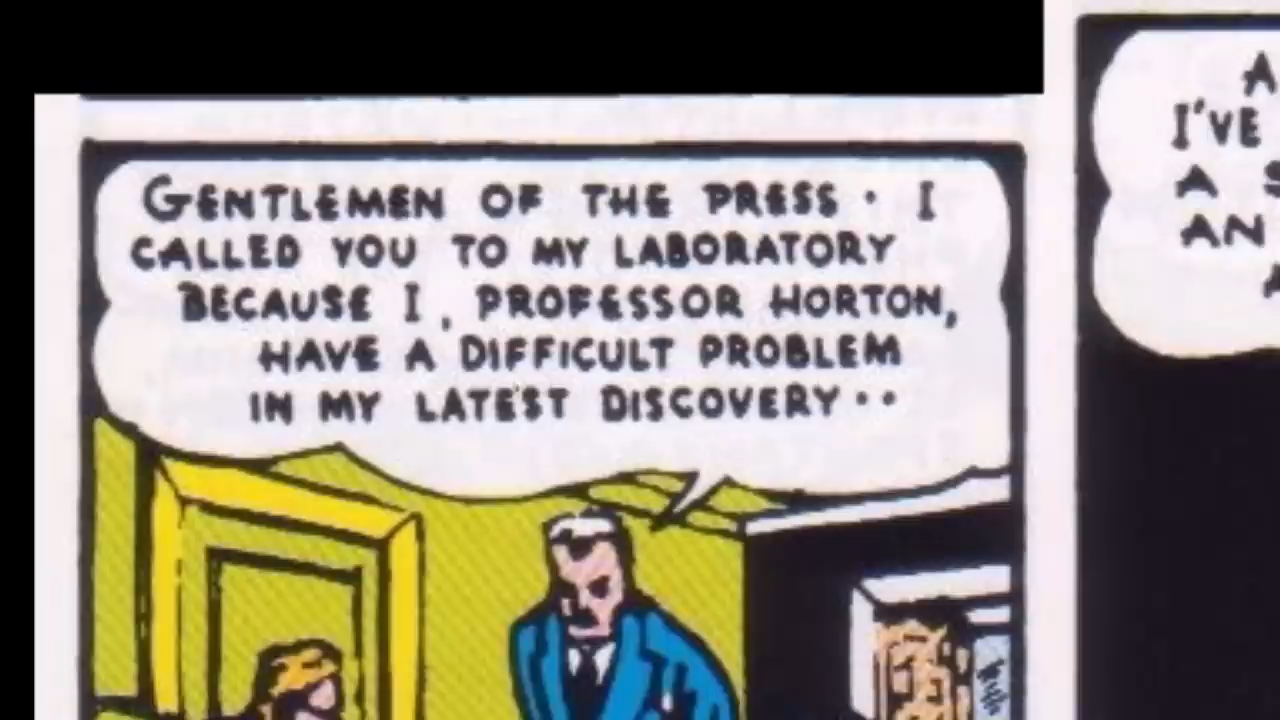 GENTLEMEN OF THE PRESS · I
CALLED YOU TO MY LABORATORY
BECAUSE I, PROFESSOR HORTON,
HAVE A DIFFICULT PROBLEM
IN MY LATEST DISCOVERY··
A
I'VE
A S
AN
A